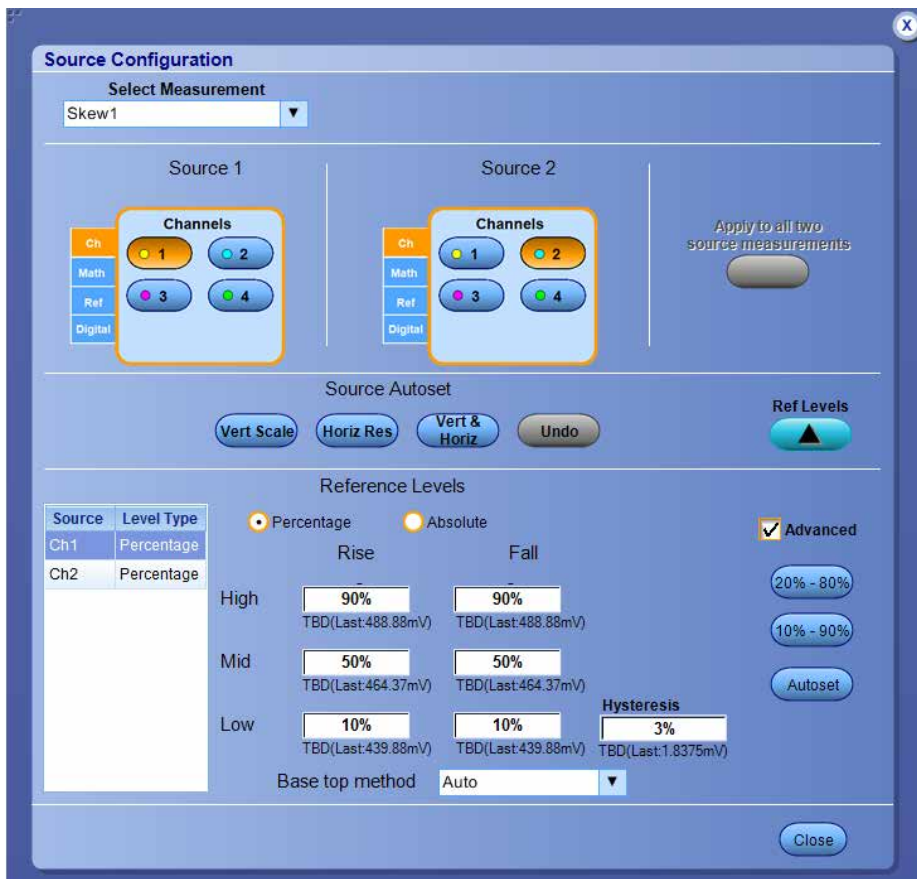 X
Source Configuration
Select Measurement
Skew1
Source 1
Source 2
Channels
Ch
Math
Ref
Digital
1
2
3
4
Channels
Ch
Math
Ref
Digital
1
2
3
4
Apply to all two
source measurements
Source Autoset
Vert Scale
Horiz Res
Vert &
Horiz
Undo
Ref Levels
Reference Levels
Source Level Type
Ch1 Percentage
Ch2 Percentage
Percentage
Absolute
Advanced
Rise
Fall
High
90%
90%
TBD(Last:488.88mV)
TBD(Last:488.88mV)
Mid
50%
50%
TBD(Last:464.37mV)
TBD(Last:464.37mV)
Low
10%
10%
TBD(Last:439.88mV)
TBD(Last:439.88mV)
Hysteresis
3%
TBD(Last:1.8375mV)
20% - 80%
10% - 90%
Autoset
Base top method
Auto
Close